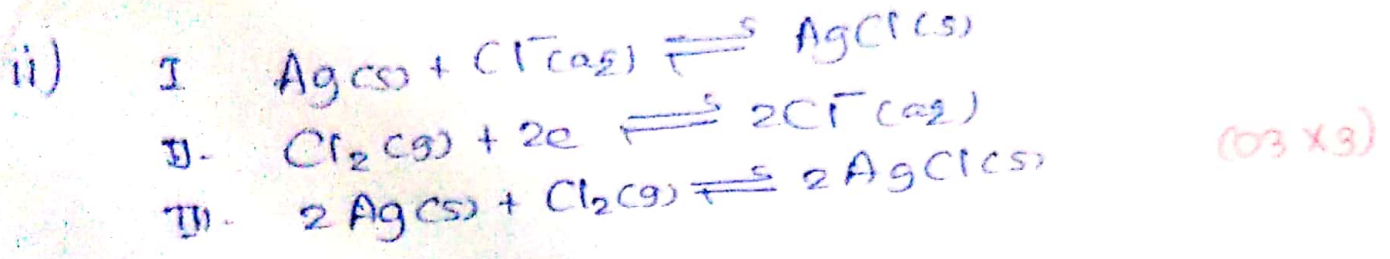 ii) I Ag(s) + Cl⁻(aq) ⇌ AgCl(s)
II. Cl₂(g) + 2e ⇌ 2Cl⁻(aq)
III. 2Ag(s) + Cl₂(g) ⇌ 2AgCl(s)
(03 x 3)